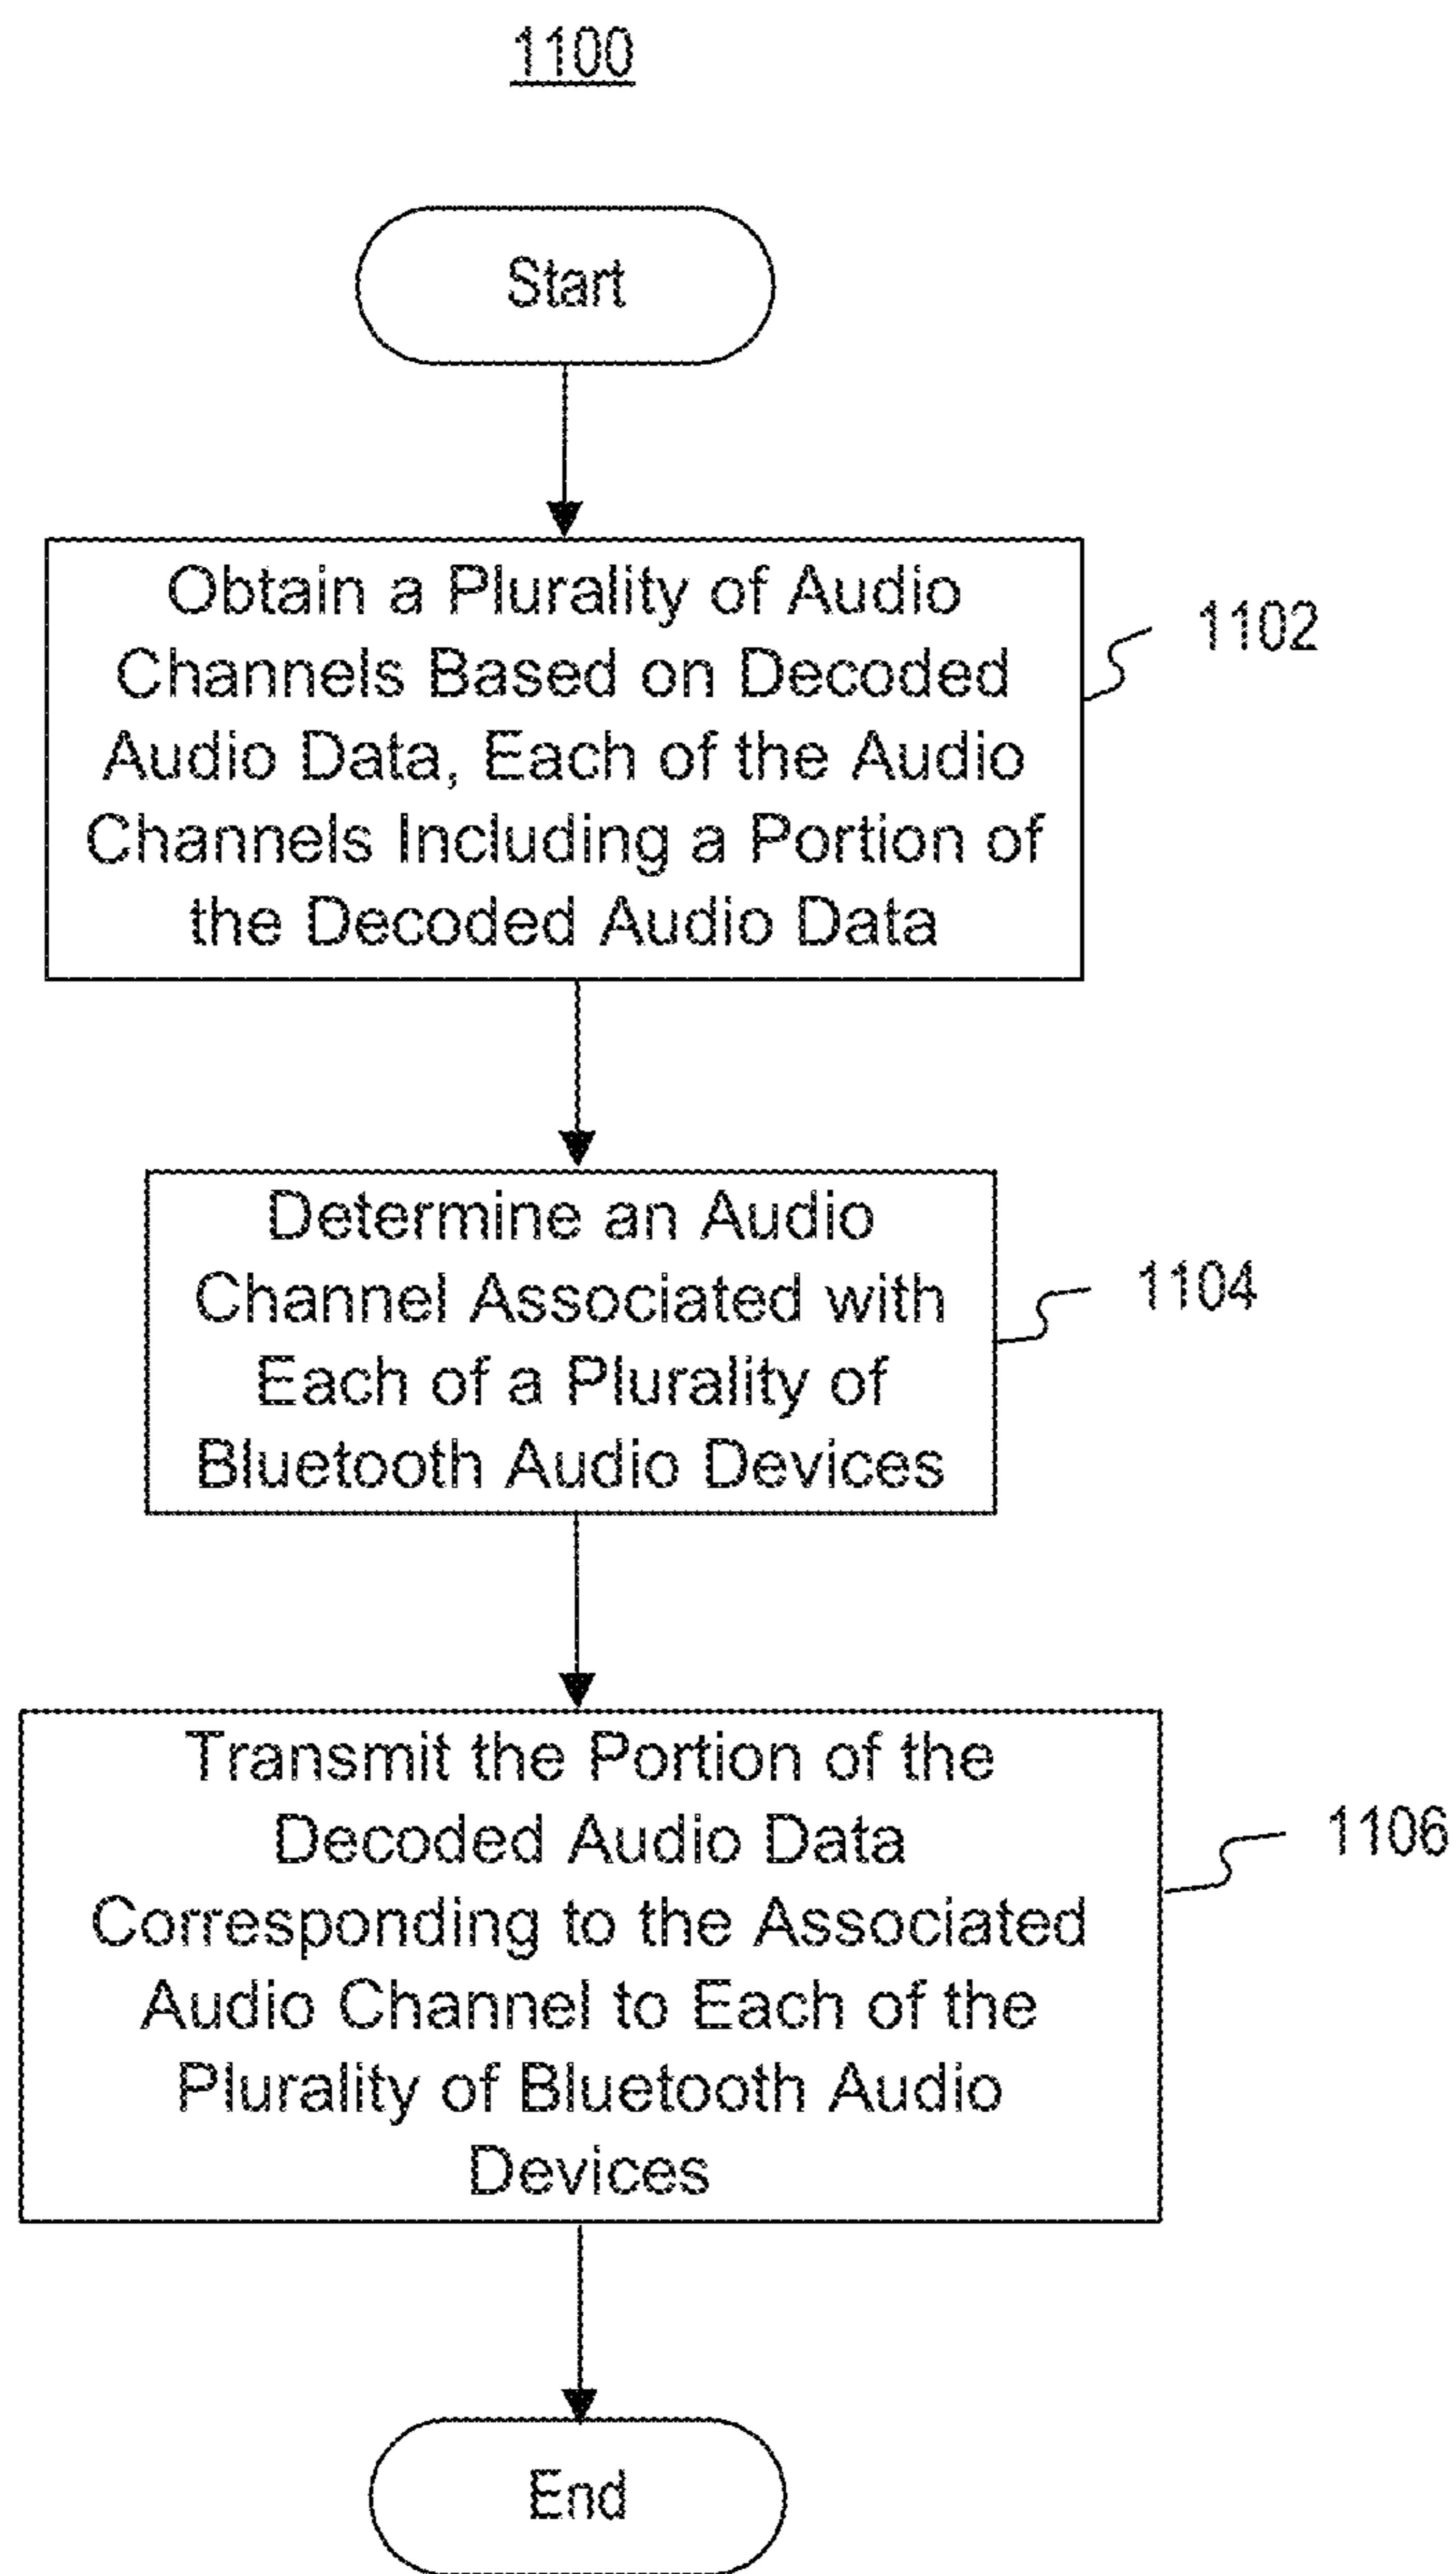 1100
Start
Obtain a Plurality of Audio
Channels Based on Decoded
Audio Data, Each of the Audio
Channels Including a Portion of
the Decoded Audio Data
1102
Determine an Audio
Channel Associated with
Each of a Plurality of
Bluetooth Audio Devices
1104
Transmit the Portion of the
Decoded Audio Data
Corresponding to the Associated
Audio Channel to Each of the
Plurality of Bluetooth Audio
Devices
1106
End